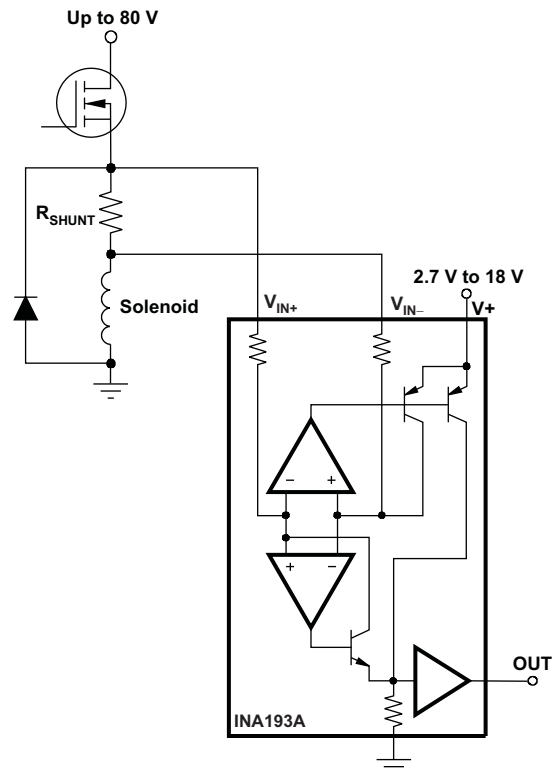 Up to 80 V
R_SHUNT
Solenoid
2.7 V to 18 V
V_IN+
V_IN−
V+
− +
+ −
OUT
INA193A